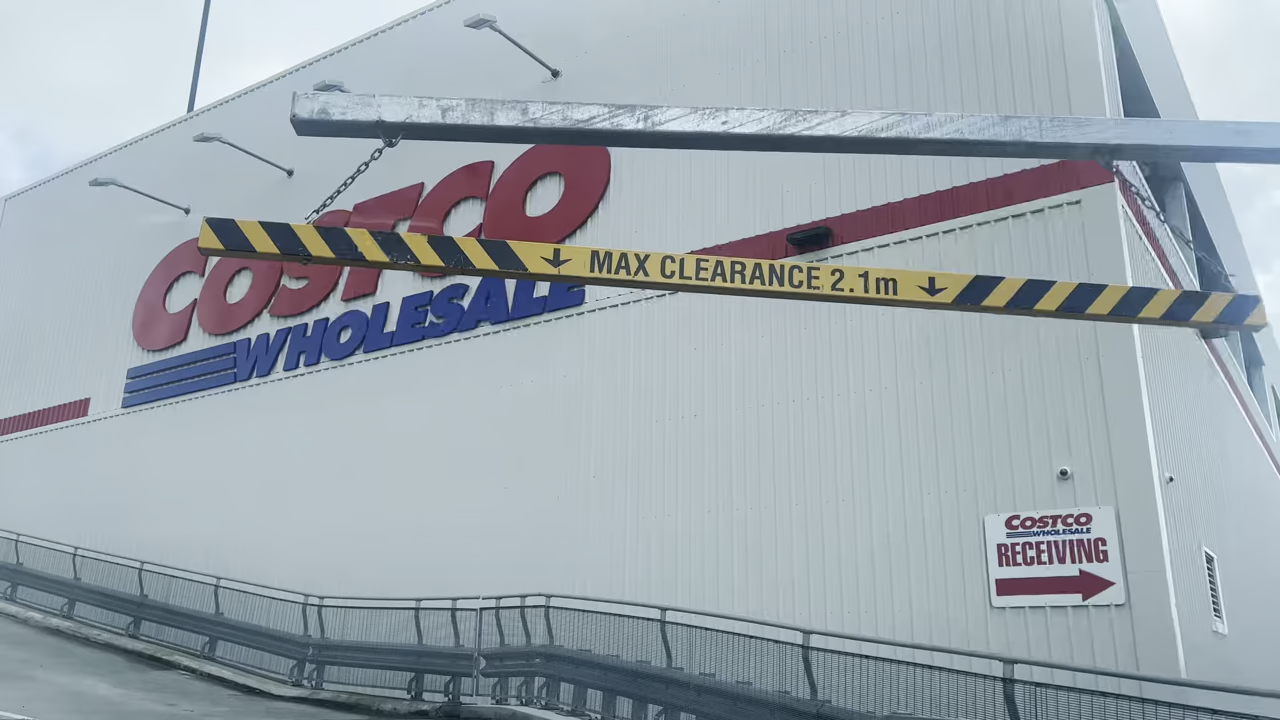 COSTCO
WHOLESALE
MAX CLEARANCE 2.1m
COSTCO
WHOLESALE
RECEIVING